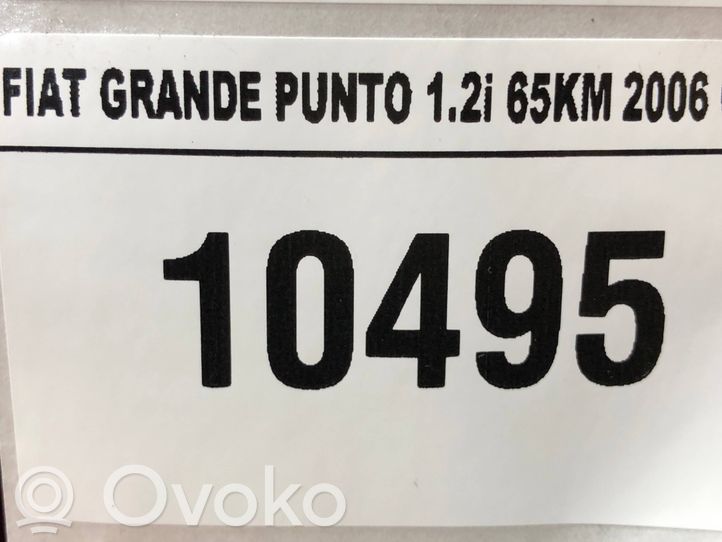 FIAT GRANDE PUNTO 1.2i 65KM 2006
10495
Ovoko